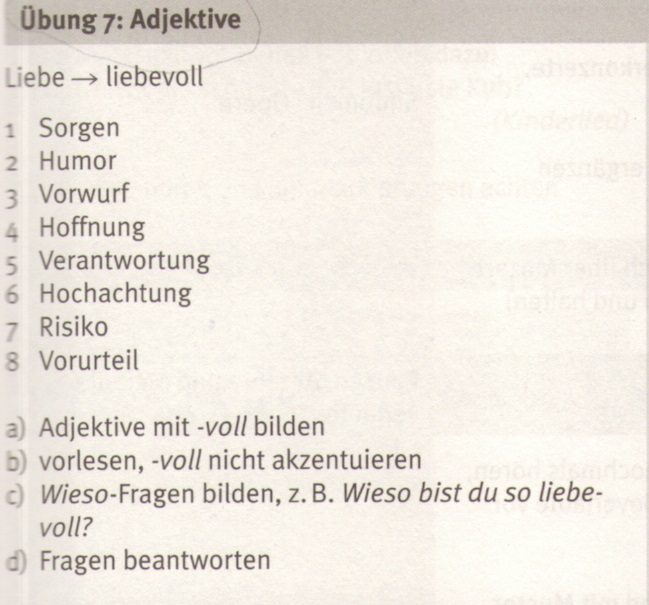 Übung 7: Adjektive
Liebe → liebevoll
1 Sorgen
2 Humor
3 Vorwurf
4 Hoffnung
5 Verantwortung
6 Hochachtung
7 Risiko
8 Vorurteil
a) Adjektive mit -voll bilden
b) vorlesen, -voll nicht akzentuieren
c) Wieso-Fragen bilden, z. B. Wieso bist du so liebe-
voll?
d) Fragen beantworten